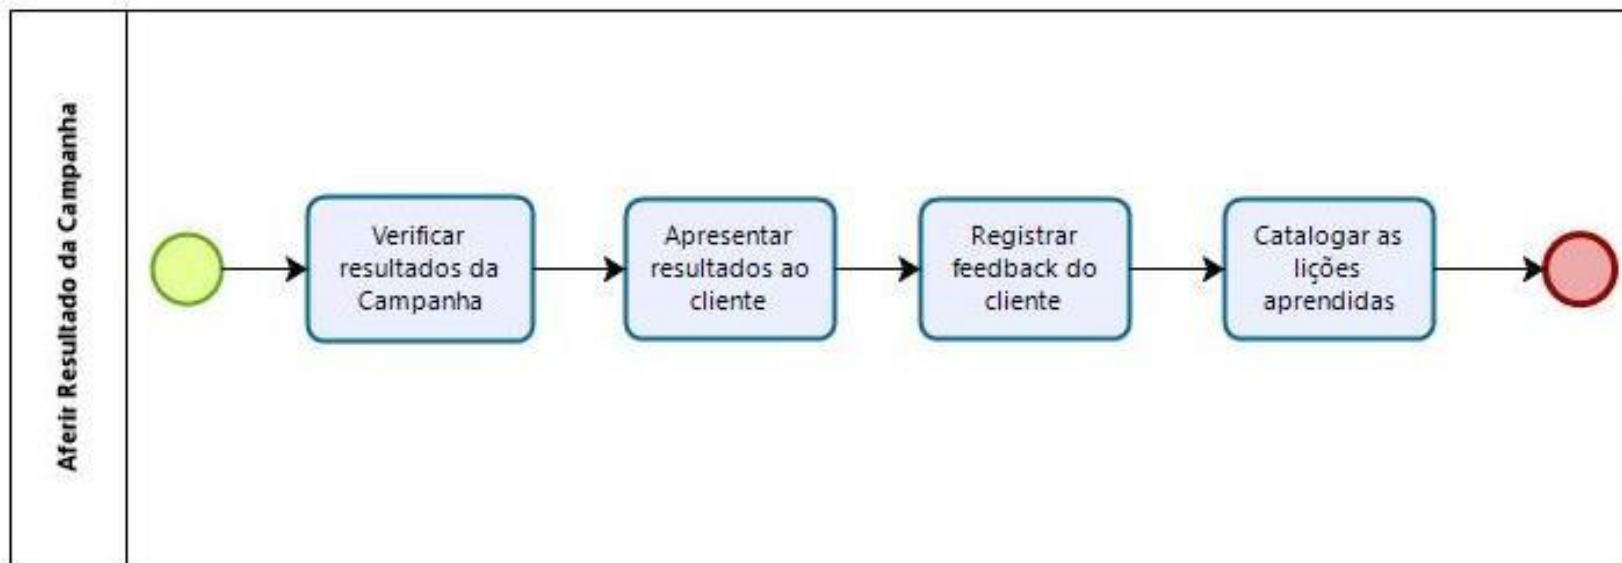 Aferir Resultado da Campanha
Verificar
resultados da
Campanha
Apresentar
resultados ao
cliente
Registrar
feedback do
cliente
Catalogar as
lições
aprendidas